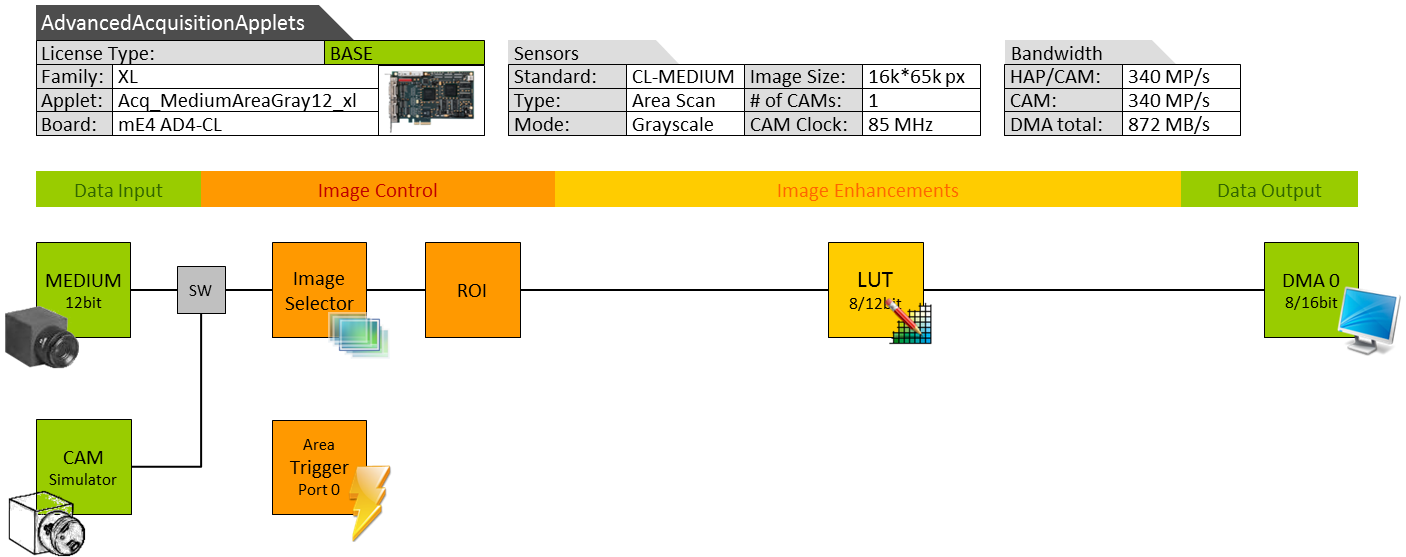 AdvancedAcquisitionApplets
License Type: BASE
Family: XL
Applet: Acq_MediumAreaGray12_xl
Board: mE4 AD4-CL
Sensors
Standard: CL-MEDIUM Image Size: 16k*65k px
Type: Area Scan # of CAMs: 1
Mode: Grayscale CAM Clock: 85 MHz
Bandwidth
HAP/CAM: 340 MP/s
CAM: 340 MP/s
DMA total: 872 MB/s
Data Input Image Control Image Enhancements Data Output
MEDIUM
12bit
SW
Image
Selector
ROI
LUT
8/12bit
DMA 0
8/16bit
CAM
Simulator
Area
Trigger
Port 0